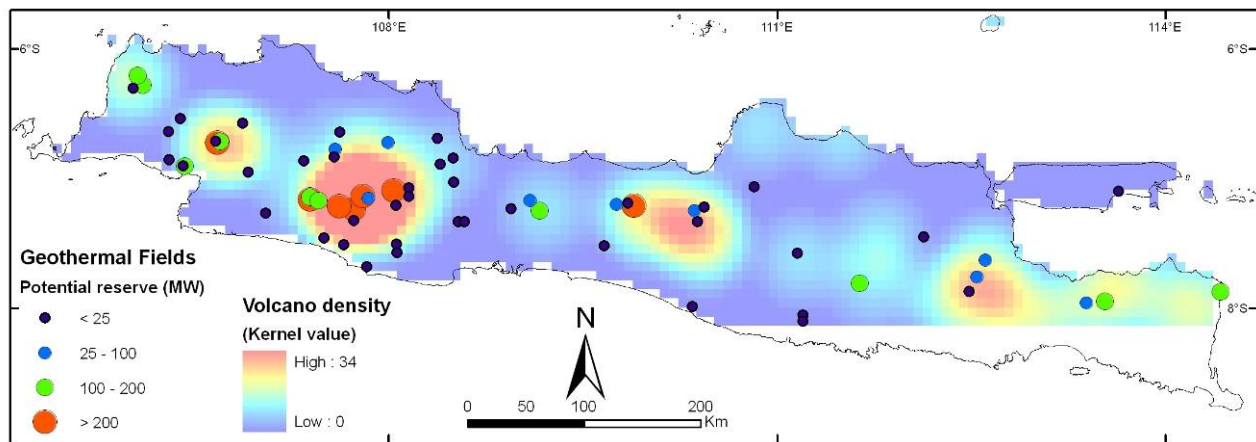 108°E
111°E
114°E
6°S
6°S
Geothermal Fields
Potential reserve (MW)
< 25
25 - 100
100 - 200
> 200
Volcano density
(Kernel value)
High : 34
Low : 0
N
0 50 100 200
Km
8°S